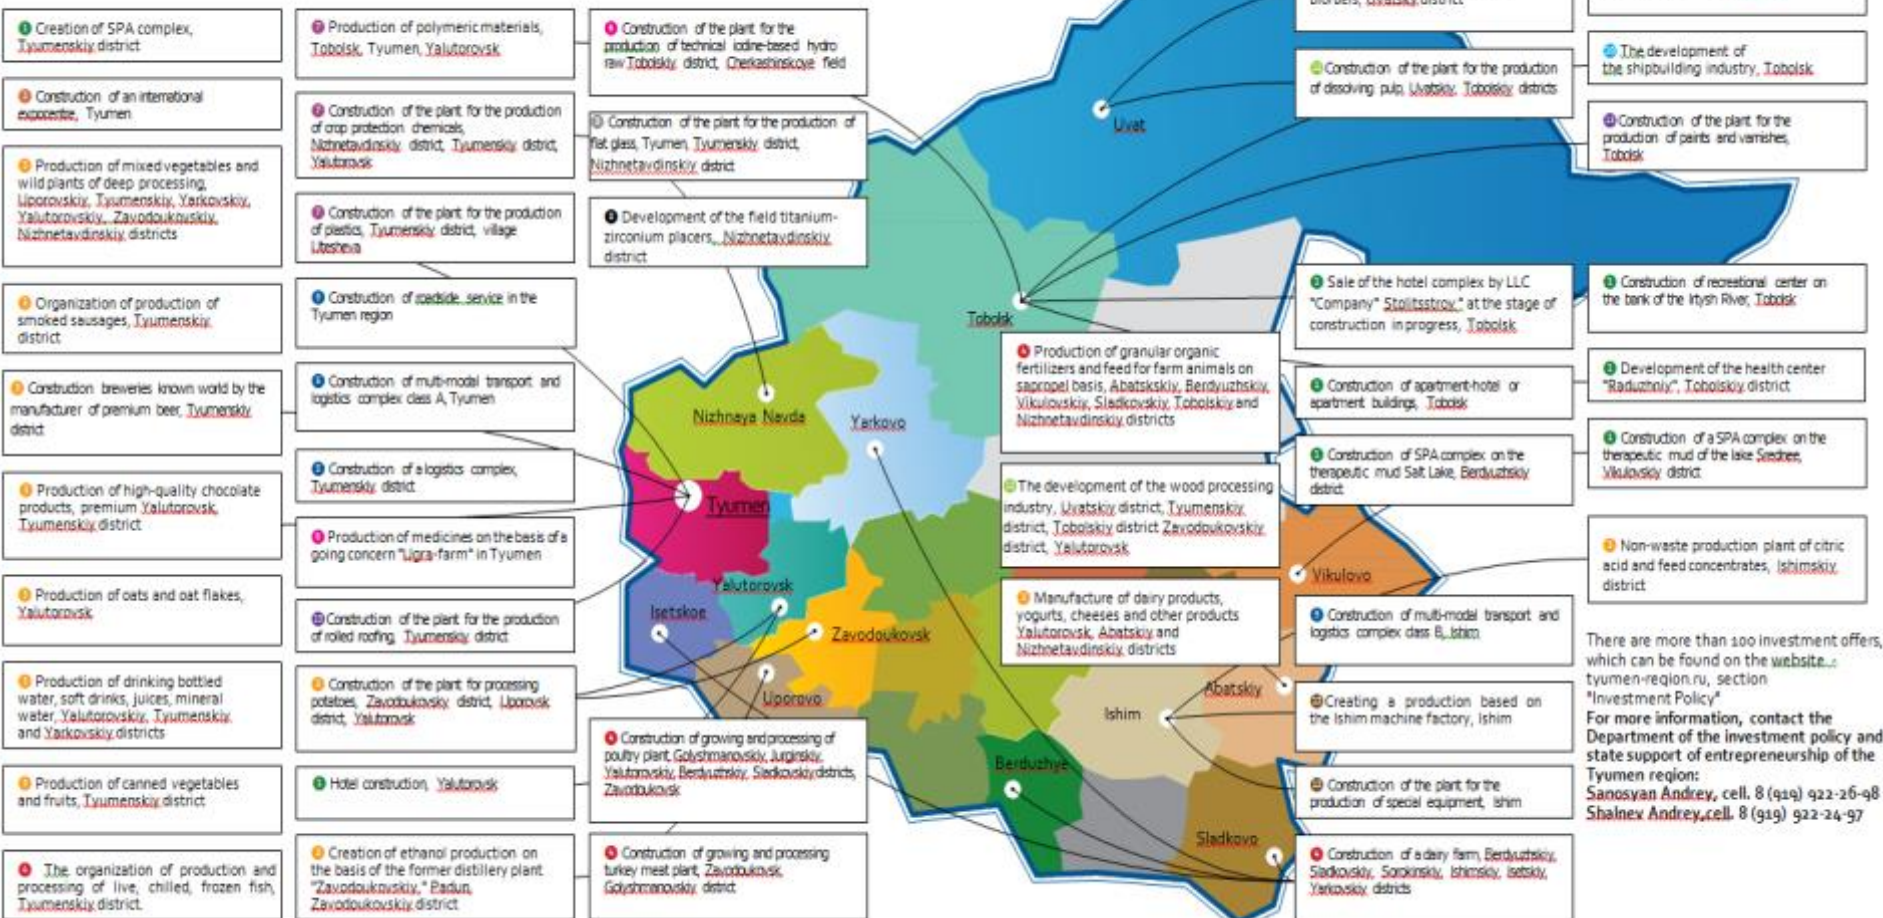 Creation of SPA complex,
Tyumenskiy district
Construction of an international
expocentre, Tyumen
Production of mixed vegetables and
wild plants of deep processing,
Uporovskiy, Tyumenskiy, Yarkovskiy,
Yalutorovskiy, Zavodoukovskiy,
Nizhnetavdinskiy districts
Organization of production of
smoked sausages, Tyumenskiy
district
Construction breweries known world by the
manufacturer of premium beer, Tyumenskiy
district
Production of high-quality chocolate
products, premium Yalutorovsk,
Tyumenskiy district
Production of oats and oat flakes,
Yalutorovsk
Production of drinking bottled
water, soft drinks, juices, mineral
water, Yalutorovskiy, Tyumenskiy
and Yarkovskiy districts
Production of canned vegetables
and fruits, Tyumenskiy district
The organization of production and
processing of live, chilled, frozen fish,
Tyumenskiy district.
Production of polymeric materials,
Tobolsk, Tyumen, Yalutorovsk
Construction of the plant for the production
of crop protection chemicals,
Nizhnetavdinskiy district, Tyumenskiy district,
Yalutorovsk
Construction of the plant for the production
of plastics, Tyumenskiy district, village
Utesheva
Construction of roadside service in the
Tyumen region
Construction of multi-modal transport and
logistics complex class A, Tyumen
Construction of a logistics complex,
Tyumenskiy district
Production of medicines on the basis of a
going concern "Ugra-farm" in Tyumen
Construction of the plant for the production
of rolled roofing, Tyumenskiy district
Construction of the plant for processing
potatoes, Zavodoukovsky district, Uporovsk
district, Yalutorovsk
Hotel construction, Yalutorovsk
Creation of ethanol production on
the basis of the former distillery plant
"Zavodoukovskiy," Padun,
Zavodoukovskiy district
Construction of the plant for the
production of technical iodine-based hydro
raw Tobolskiy district, Cherkashinskoye field
Construction of the plant for the production of
flat glass, Tyumen, Tyumenskiy district,
Nizhnetavdinskiy district
Development of the field titanium-
zirconium placers, Nizhnetavdinskiy
district
Construction of growing and processing of
poultry plant, Golyshmanovskiy, Jurginskiy,
Yalutorovskiy, Berdyuzhskiy, Sladkovskiy districts,
Zavodoukovsk
Construction of growing and processing
turkey meat plant, Zavodoukovsk,
Golyshmanovskiy district
Uvat
Tobolsk
Nizhnaya Navda
Yarkovo
Tyumen
Yalutorovsk
Isetskoe
Zavodoukovsk
Uporovo
Vikulovo
Abatskiy
Ishim
Berduzhye
Sladkovo
Production of granular organic
fertilizers and feed for farm animals on
sapropel basis, Abatskskiy, Berdyuzhskiy,
Vikulovskiy, Sladkovskiy, Tobolskiy and
Nizhnetavdinskiy districts
The development of the wood processing
industry, Uvatskiy district, Tyumenskiy
district, Tobolskiy district Zavodoukovskiy
district, Yalutorovsk
Manufacture of dairy products,
yogurts, cheeses and other products
Yalutorovsk, Abatskiy and
Nizhnetavdinskiy districts
Uvatskiy district
Construction of the plant for the production
of dissolving pulp, Uvatskiy, Tobolskiy districts
Sale of the hotel complex by LLC
"Company" Stolitsstroy," at the stage of
construction in progress, Tobolsk
Construction of apartment-hotel or
apartment buildings, Tobolsk
Construction of SPA complex on the
therapeutic mud Salt Lake, Berdyuzhskiy
district
Construction of multi-modal transport and
logistics complex class B, Ishim
Creating a production based on
the Ishim machine factory, Ishim
Construction of the plant for the
production of special equipment, Ishim
Construction of a dairy farm, Berdyuzhskiy,
Sladkovskiy, Sorokinskiy, Ishimskiy, Isetskiy,
Yarkovskiy districts
The development of
the shipbuilding industry, Tobolsk
Construction of the plant for the
production of paints and varnishes,
Tobolsk
Construction of recreational center on
the bank of the Irtysh River, Tobolsk
Development of the health center
"Raduzhniy", Tobolskiy district
Construction of a SPA complex on the
therapeutic mud of the lake Srednee,
Vikulovskiy district
Non-waste production plant of citric
acid and feed concentrates, Ishimskiy
district
There are more than 100 investment offers,
which can be found on the website -:
tyumen-region.ru, section
"Investment Policy"
For more information, contact the
Department of the investment policy and
state support of entrepreneurship of the
Tyumen region:
Sanosyan Andrey, cell. 8 (919) 922-26-98
Shalnev Andrey,cell. 8 (919) 922-24-97